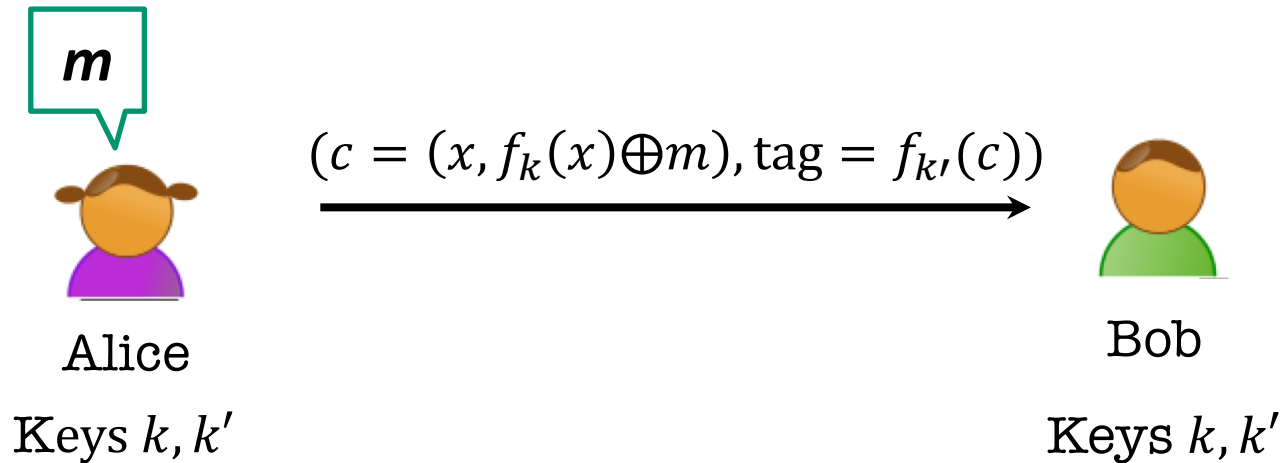 m
(c = (x, f_k(x)⊕m), tag = f_{k′}(c))
Alice
Bob
Keys k, k′
Keys k, k′